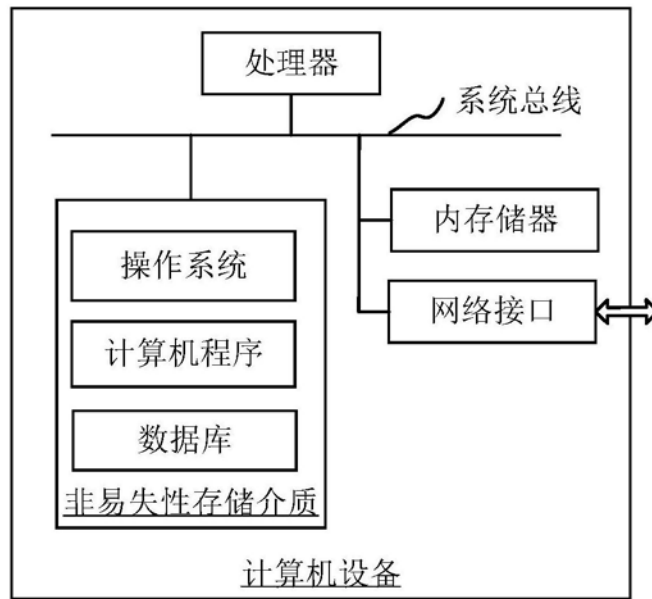 处理器
系统总线
内存储器
操作系统
网络接口
计算机程序
数据库
非易失性存储介质
计算机设备